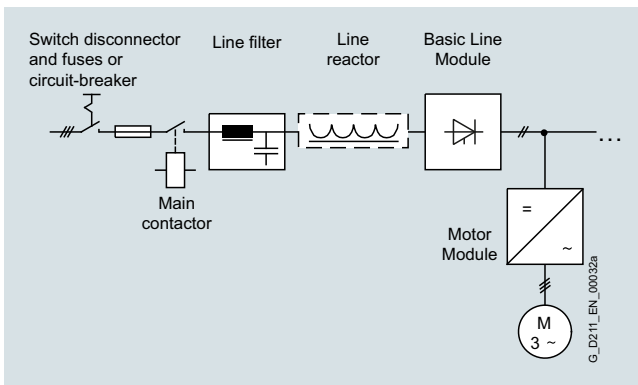 Switch disconnector
and fuses or
circuit-breaker
Line filter
Line
reactor
Basic Line
Module
...
Main
contactor
Motor
Module
=
~
M
3 ~
G_D211_EN_00032a